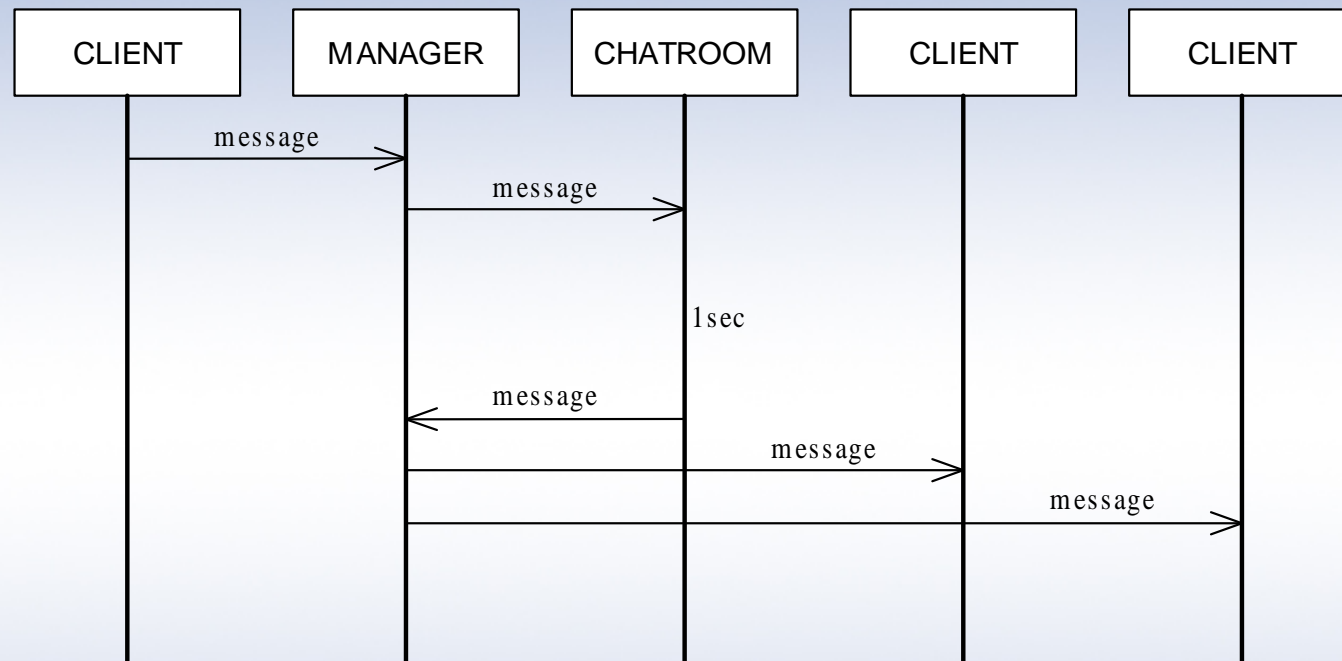 CLIENT
MANAGER
CHATROOM
CLIENT
CLIENT
message
message
1sec
message
message
message